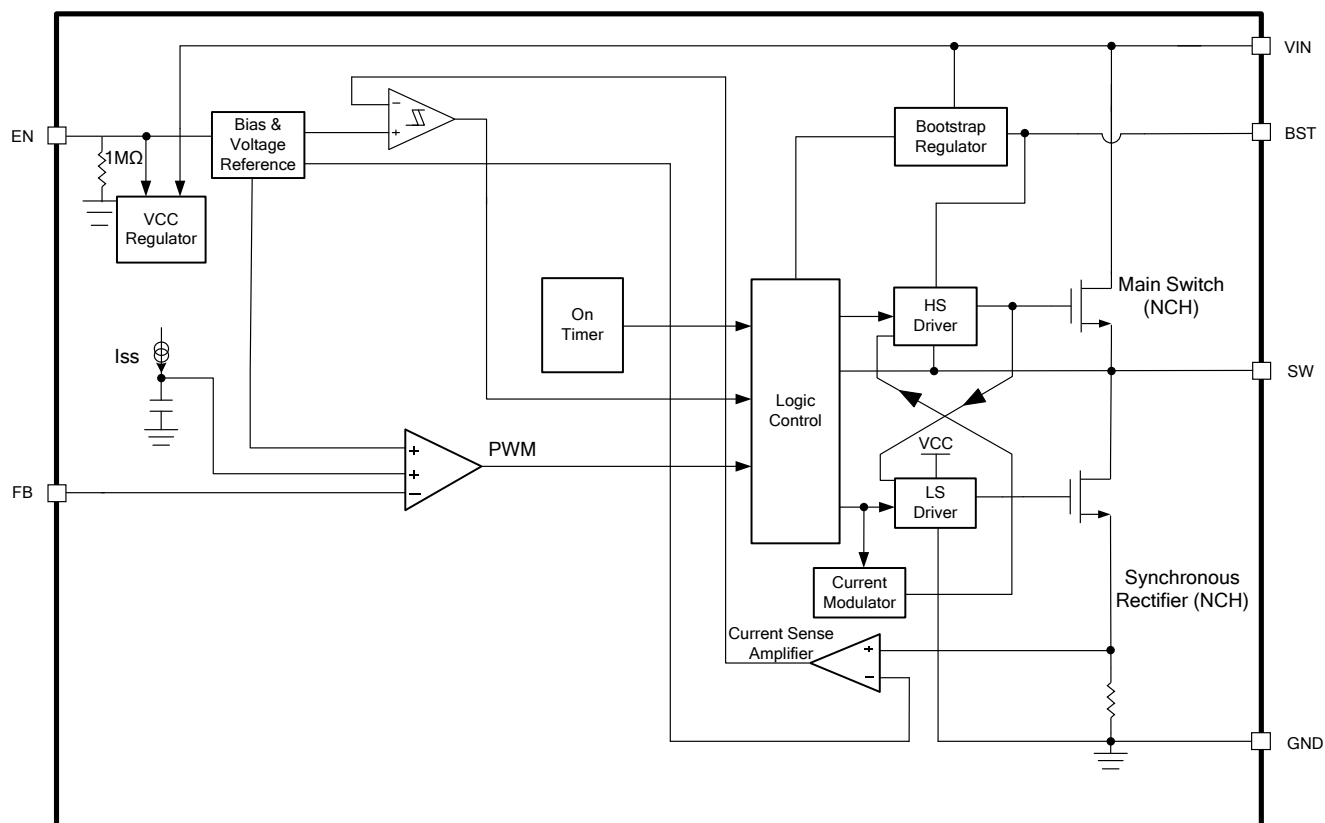 VIN
EN
1MΩ
Bias &
Voltage
Reference
−
+
Bootstrap
Regulator
BST
VCC
Regulator
On
Timer
HS
Driver
Main Switch
(NCH)
Iss
SW
Logic
Control
PWM
+
+
−
FB
VCC
LS
Driver
Current
Modulator
Synchronous
Rectifier (NCH)
Current Sense
Amplifier
+
−
GND